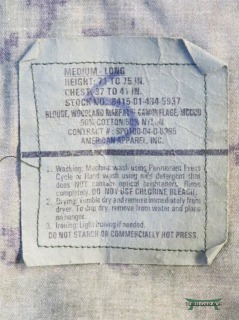 MEDIUM-LONG
HEIGHT: 71 TO 75 IN.
CHEST: 37 TO 41 IN.
STOCK NO. 8415-01-484-5937
BLOUSE, WOODLAND MARPAT - CAMOUFLAGE, MCCUU
50% COTTON/50% NYLON
CONTRACT #: SPO100-04-D-0395
AMERICAN APPAREL, INC.
1. Washing: Machine wash using Permanent Press
Cycle or Hand wash using mild detergent that
does NOT contain optical brighteners. Rinse
completely. DO NOT USE CHLORINE BLEACH.
2. Drying: Tumble dry and remove immediately from
dryer. To drip dry, remove from water and place
on hanger.
3. Ironing: Light ironing if needed.
DO NOT STARCH OR COMMERCIALLY HOT PRESS.